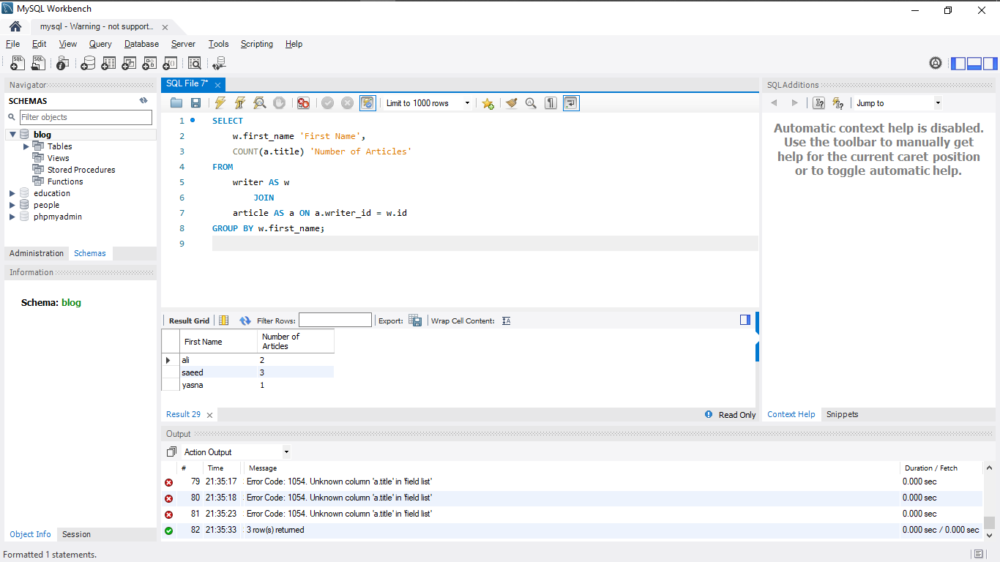 MySQL Workbench
mysql - Warning - not support...
File Edit View Query Database Server Tools Scripting Help
Navigator
SCHEMAS
Filter objects
blog
Tables
Views
Stored Procedures
Functions
education
people
phpmyadmin
Administration Schemas
Information
Schema: blog
Object Info Session
SQL File 7*
Limit to 1000 rows
1 SELECT
2 w.first_name 'First Name',
3 COUNT(a.title) 'Number of Articles'
4 FROM
5 writer AS w
6 JOIN
7 article AS a ON a.writer_id = w.id
8 GROUP BY w.first_name;
9
Result Grid Filter Rows: Export: Wrap Cell Content:
First Name Number of
Articles
ali 2
saeed 3
yasna 1
Result 29 Read Only
SQLAdditions
Jump to
Automatic context help is disabled.
Use the toolbar to manually get
help for the current caret position
or to toggle automatic help.
Context Help Snippets
Output
Action Output
# Time Message Duration / Fetch
79 21:35:17 Error Code: 1054. Unknown column 'a.title' in 'field list' 0.000 sec
80 21:35:18 Error Code: 1054. Unknown column 'a.title' in 'field list' 0.000 sec
81 21:35:23 Error Code: 1054. Unknown column 'a.title' in 'field list' 0.000 sec
82 21:35:33 3 row(s) returned 0.000 sec / 0.000 sec
Formatted 1 statements.